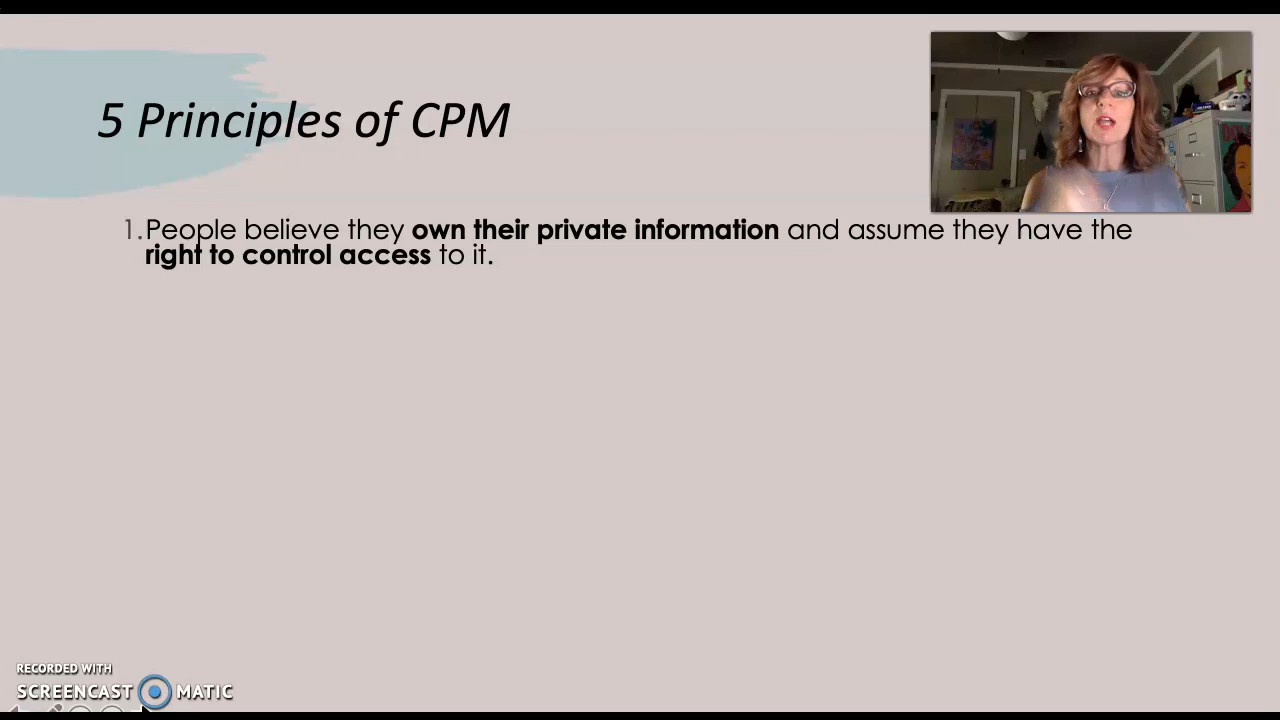 5 Principles of CPM
1. People believe they own their private information and assume they have the
right to control access to it.
RECORDED WITH
SCREENCAST MATIC